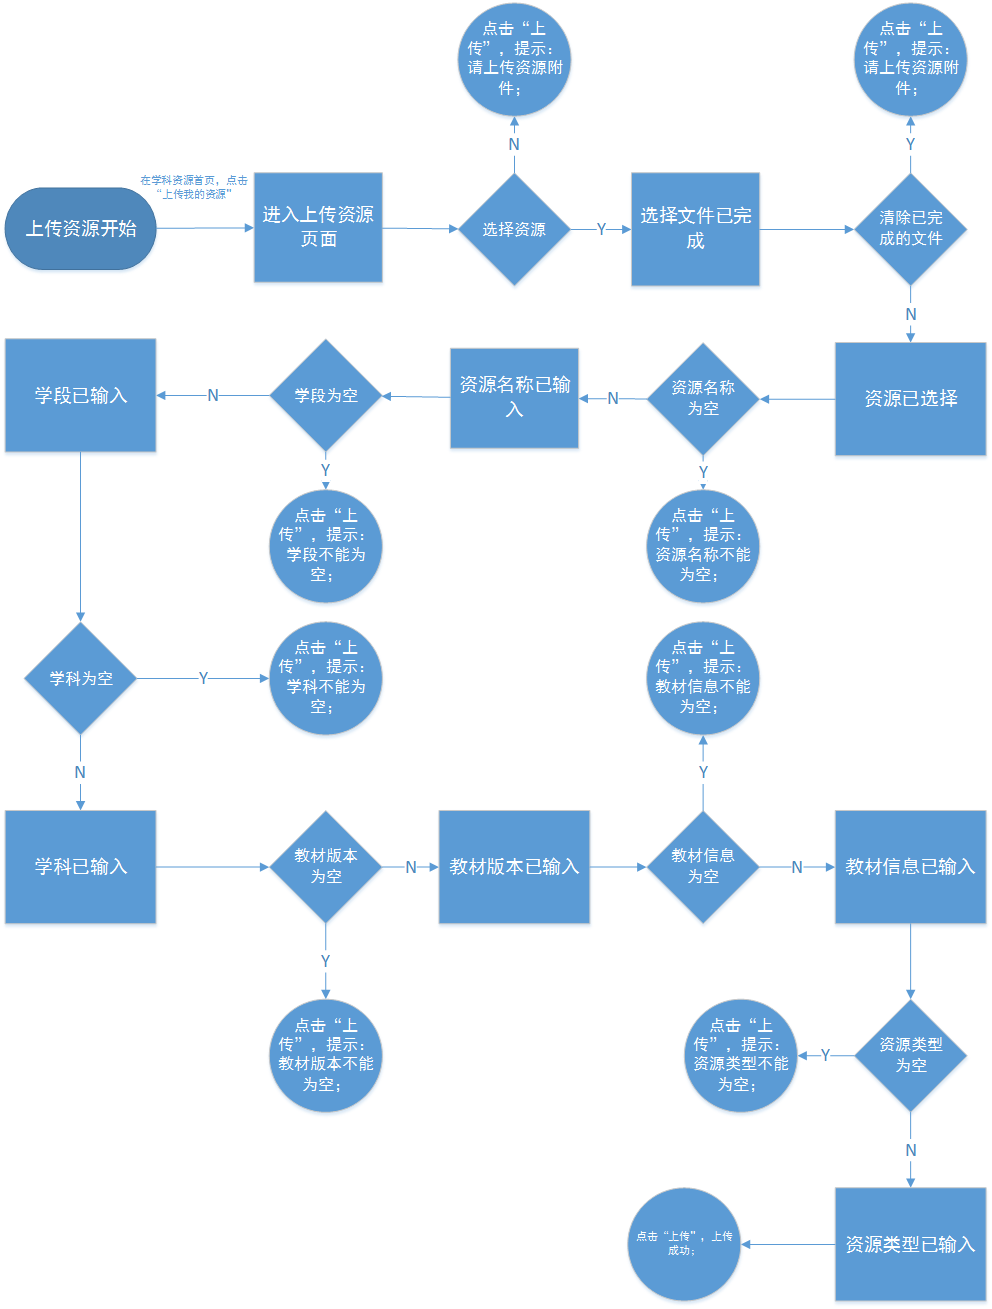 点击“上
传”，提示：
请上传资源附
件；
点击“上
传”，提示：
请上传资源附
件；
N
Y
在学科资源首页，点击
“上传我的资源”
上传资源开始
进入上传资源
页面
选择资源
Y
选择文件已完
成
清除已完
成的文件
N
学段已输入
N
学段为空
资源名称已输
入
N
资源名称
为空
资源已选择
Y
Y
点击“上
传”，提示：
学段不能为
空；
点击“上
传”，提示：
资源名称不能
为空；
学科为空
Y
点击“上
传”，提示：
学科不能为
空；
点击“上
传”，提示：
教材信息不能
为空；
N
Y
学科已输入
教材版本
为空
N
教材版本已输入
教材信息
为空
N
教材信息已输入
Y
点击“上
传”，提示：
教材版本不能
为空；
点击“上
传”，提示：
资源类型不能
为空；
Y
资源类型
为空
N
点击“上传”，上传
成功；
资源类型已输入